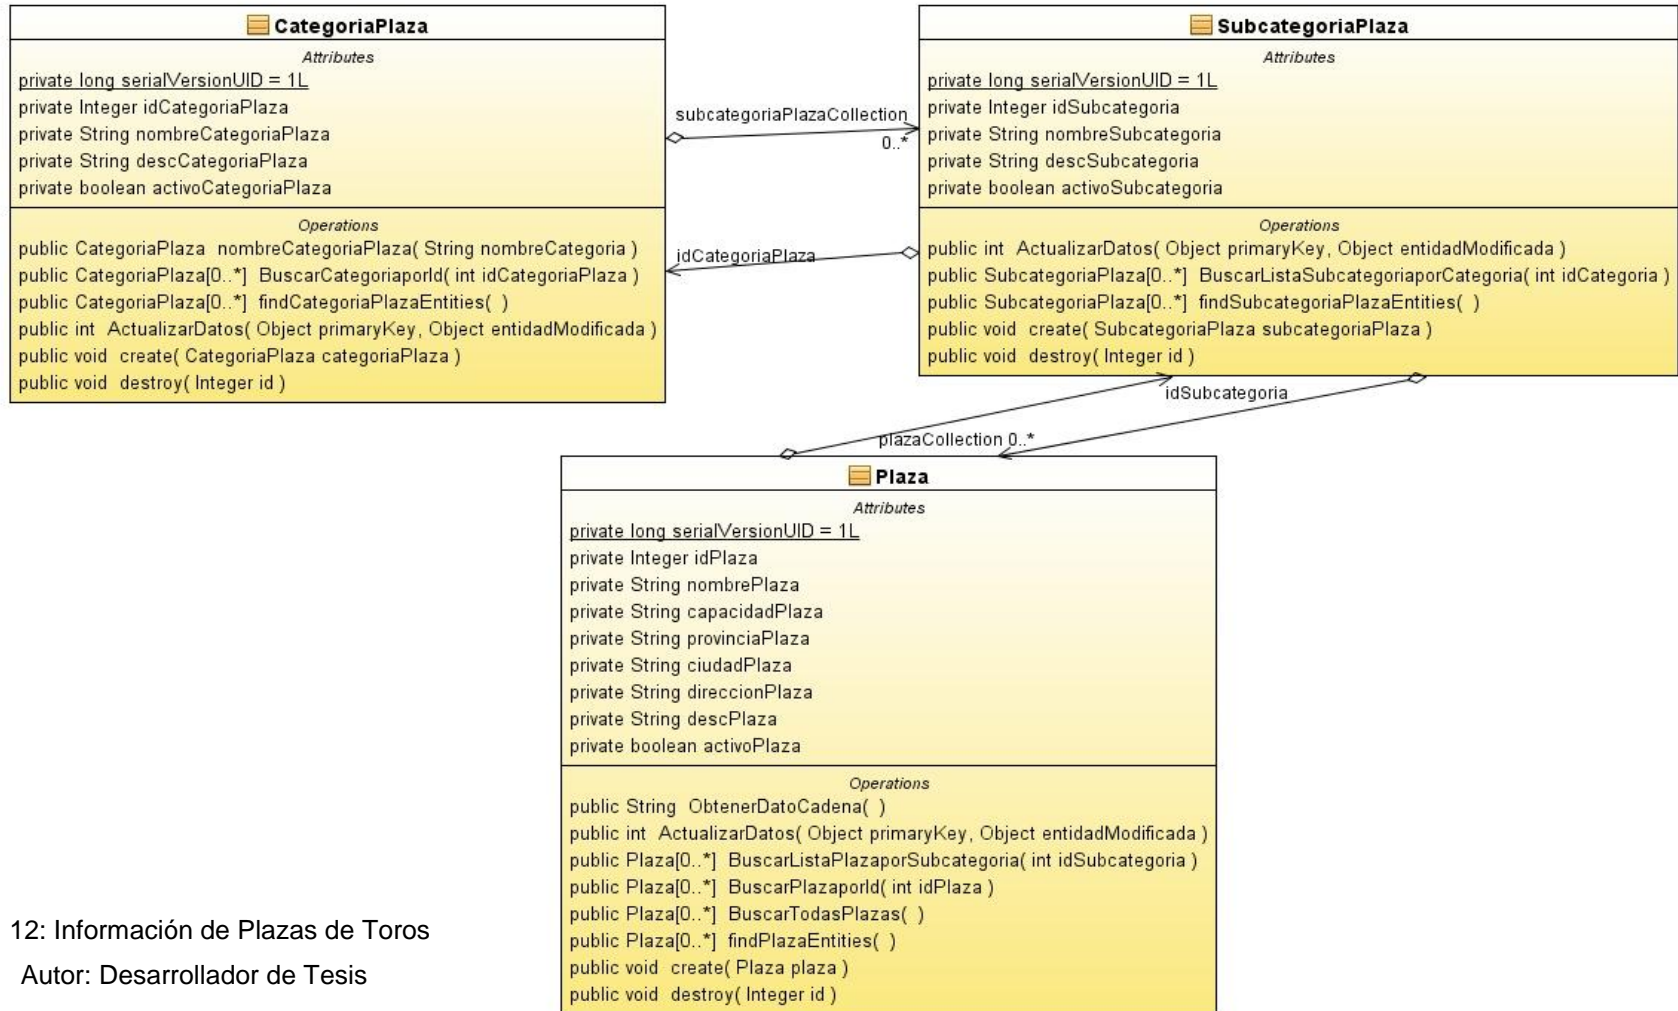 CategoriaPlaza
Attributes
private long serialVersionUID = 1L
private Integer idCategoriaPlaza
private String nombreCategoriaPlaza
private String descCategoriaPlaza
private boolean activoCategoriaPlaza
Operations
public CategoriaPlaza nombreCategoriaPlaza( String nombreCategoria )
public CategoriaPlaza[0..*] BuscarCategoriaporId( int idCategoriaPlaza )
public CategoriaPlaza[0..*] findCategoriaPlazaEntities( )
public int ActualizarDatos( Object primaryKey, Object entidadModificada )
public void create( CategoriaPlaza categoriaPlaza )
public void destroy( Integer id )
subcategoriaPlazaCollection
0..*
idCategoriaPlaza
SubcategoriaPlaza
Attributes
private long serialVersionUID = 1L
private Integer idSubcategoria
private String nombreSubcategoria
private String descSubcategoria
private boolean activoSubcategoria
Operations
public int ActualizarDatos( Object primaryKey, Object entidadModificada )
public SubcategoriaPlaza[0..*] BuscarListaSubcategoriaporCategoria( int idCategoria )
public SubcategoriaPlaza[0..*] findSubcategoriaPlazaEntities( )
public void create( SubcategoriaPlaza subcategoriaPlaza )
public void destroy( Integer id )
idSubcategoria
plazaCollection 0..*
Plaza
Attributes
private long serialVersionUID = 1L
private Integer idPlaza
private String nombrePlaza
private String capacidadPlaza
private String provinciaPlaza
private String ciudadPlaza
private String direccionPlaza
private String descPlaza
private boolean activoPlaza
Operations
public String ObtenerDatoCadena( )
public int ActualizarDatos( Object primaryKey, Object entidadModificada )
public Plaza[0..*] BuscarListaPlazaporSubcategoria( int idSubcategoria )
public Plaza[0..*] BuscarPlazaporId( int idPlaza )
public Plaza[0..*] BuscarTodasPlazas( )
public Plaza[0..*] findPlazaEntities( )
public void create( Plaza plaza )
public void destroy( Integer id )
12: Información de Plazas de Toros
Autor: Desarrollador de Tesis